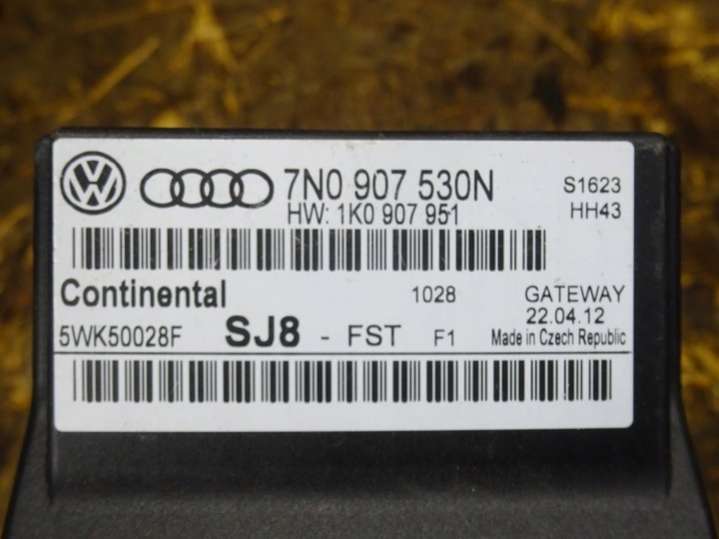 7N0 907 530N S1623
HW: 1K0 907 951 HH43
Continental 1028 GATEWAY
22.04.12
5WK50028F SJ8 - FST F1 Made in Czech Republic